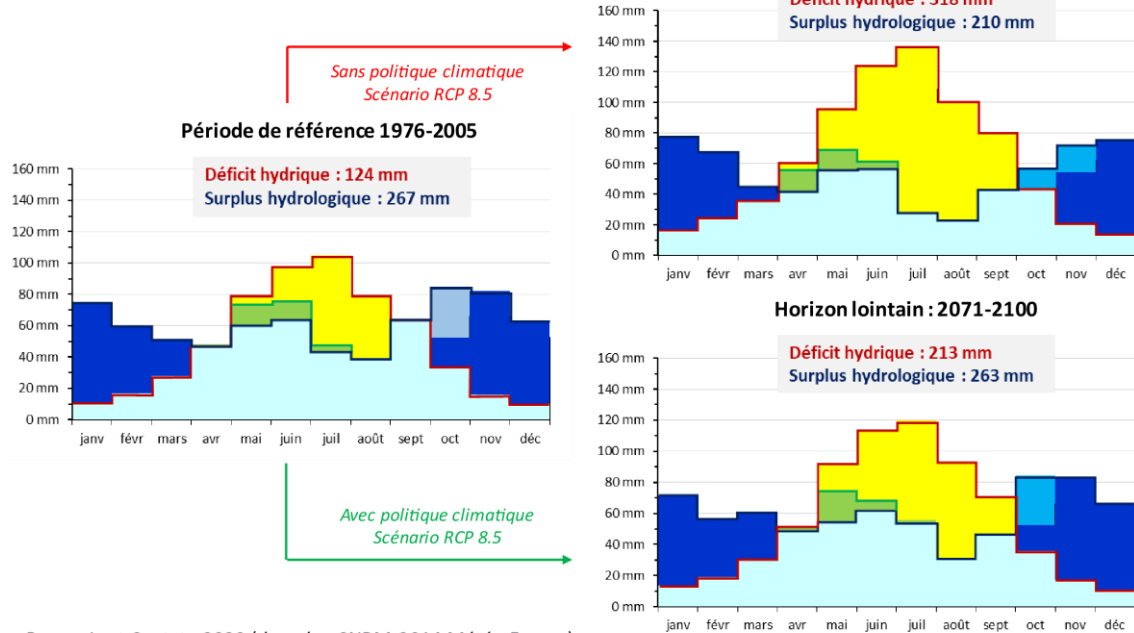 Déficit hydrique : 318 mm
Surplus hydrologique : 210 mm
160 mm
140 mm
120 mm
100 mm
80 mm
60 mm
40 mm
20 mm
0 mm
janv févr mars avr mai juin juil août sept oct nov déc
Sans politique climatique
Scénario RCP 8.5
Période de référence 1976-2005
Déficit hydrique : 124 mm
Surplus hydrologique : 267 mm
160 mm
140 mm
120 mm
100 mm
80 mm
60 mm
40 mm
20 mm
0 mm
janv févr mars avr mai juin juil août sept oct nov déc
Avec politique climatique
Scénario RCP 8.5
Horizon lointain : 2071-2100
Déficit hydrique : 213 mm
Surplus hydrologique : 263 mm
160 mm
140 mm
120 mm
100 mm
80 mm
60 mm
40 mm
20 mm
0 mm
janv févr mars avr mai juin juil août sept oct nov déc